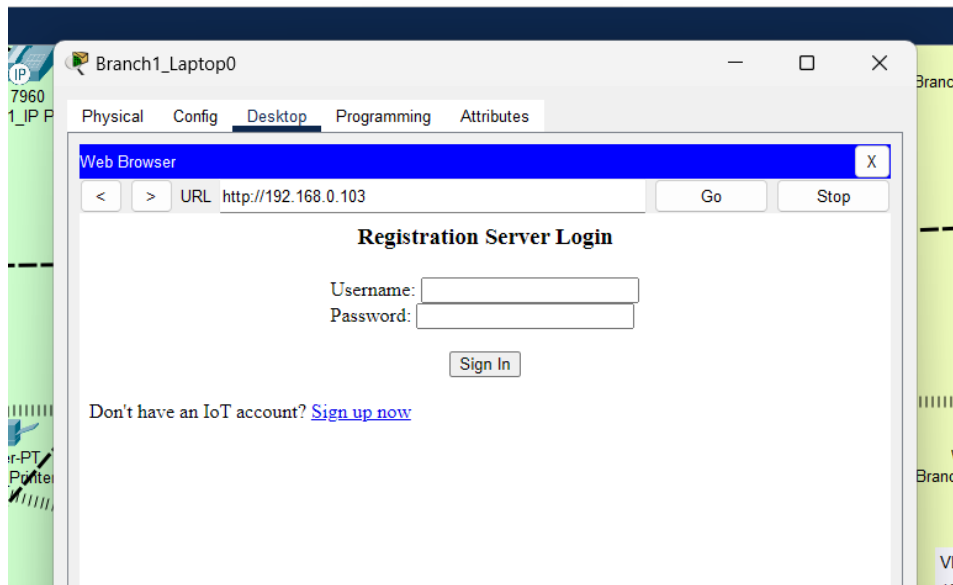 Branch1_Laptop0
IP
7960
1_IP P
Branc
Physical Config Desktop Programming Attributes
Web Browser X
< > URL http://192.168.0.103 Go Stop
Registration Server Login
Username:
Password:
Sign In
Don't have an IoT account? Sign up now
er-PT
Printe
Branc